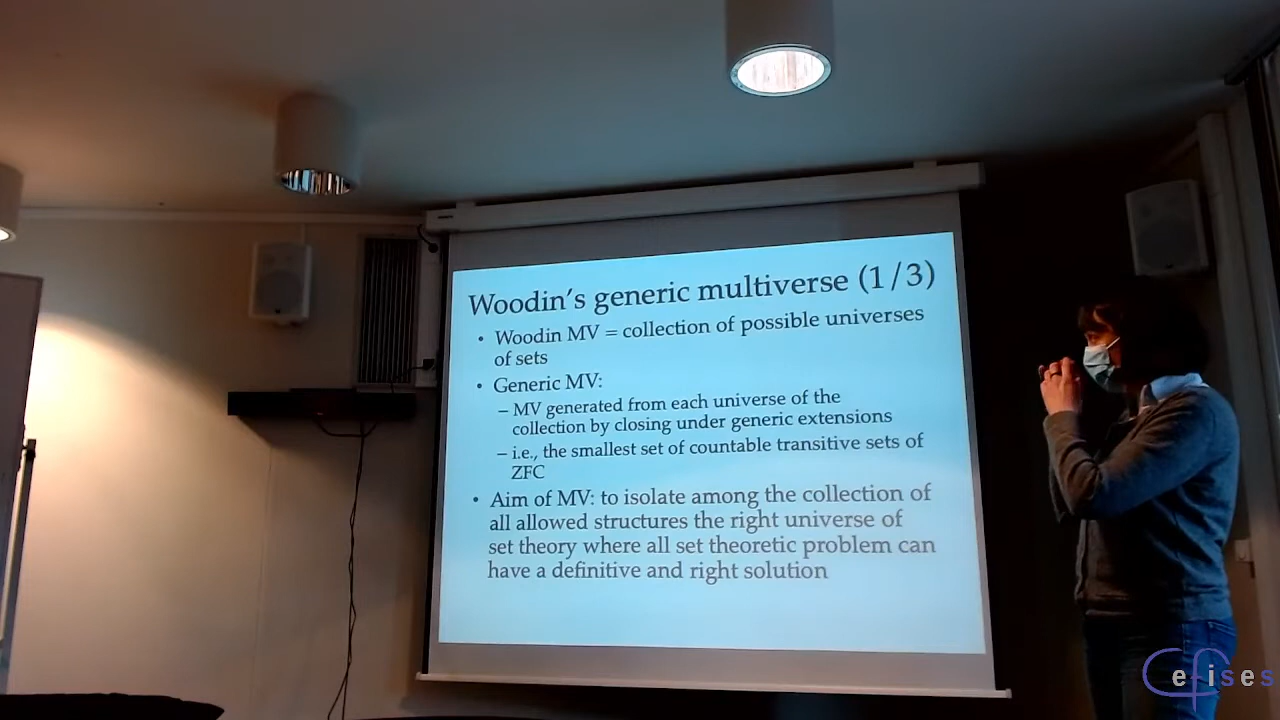 Woodin's generic multiverse (1/3)
• Woodin MV = collection of possible universes
of sets
• Generic MV:
– MV generated from each universe of the
collection by closing under generic extensions
– i.e., the smallest set of countable transitive sets of
ZFC
• Aim of MV: to isolate among the collection of
all allowed structures the right universe of
set theory where all set theoretic problem can
have a definitive and right solution
Cefises